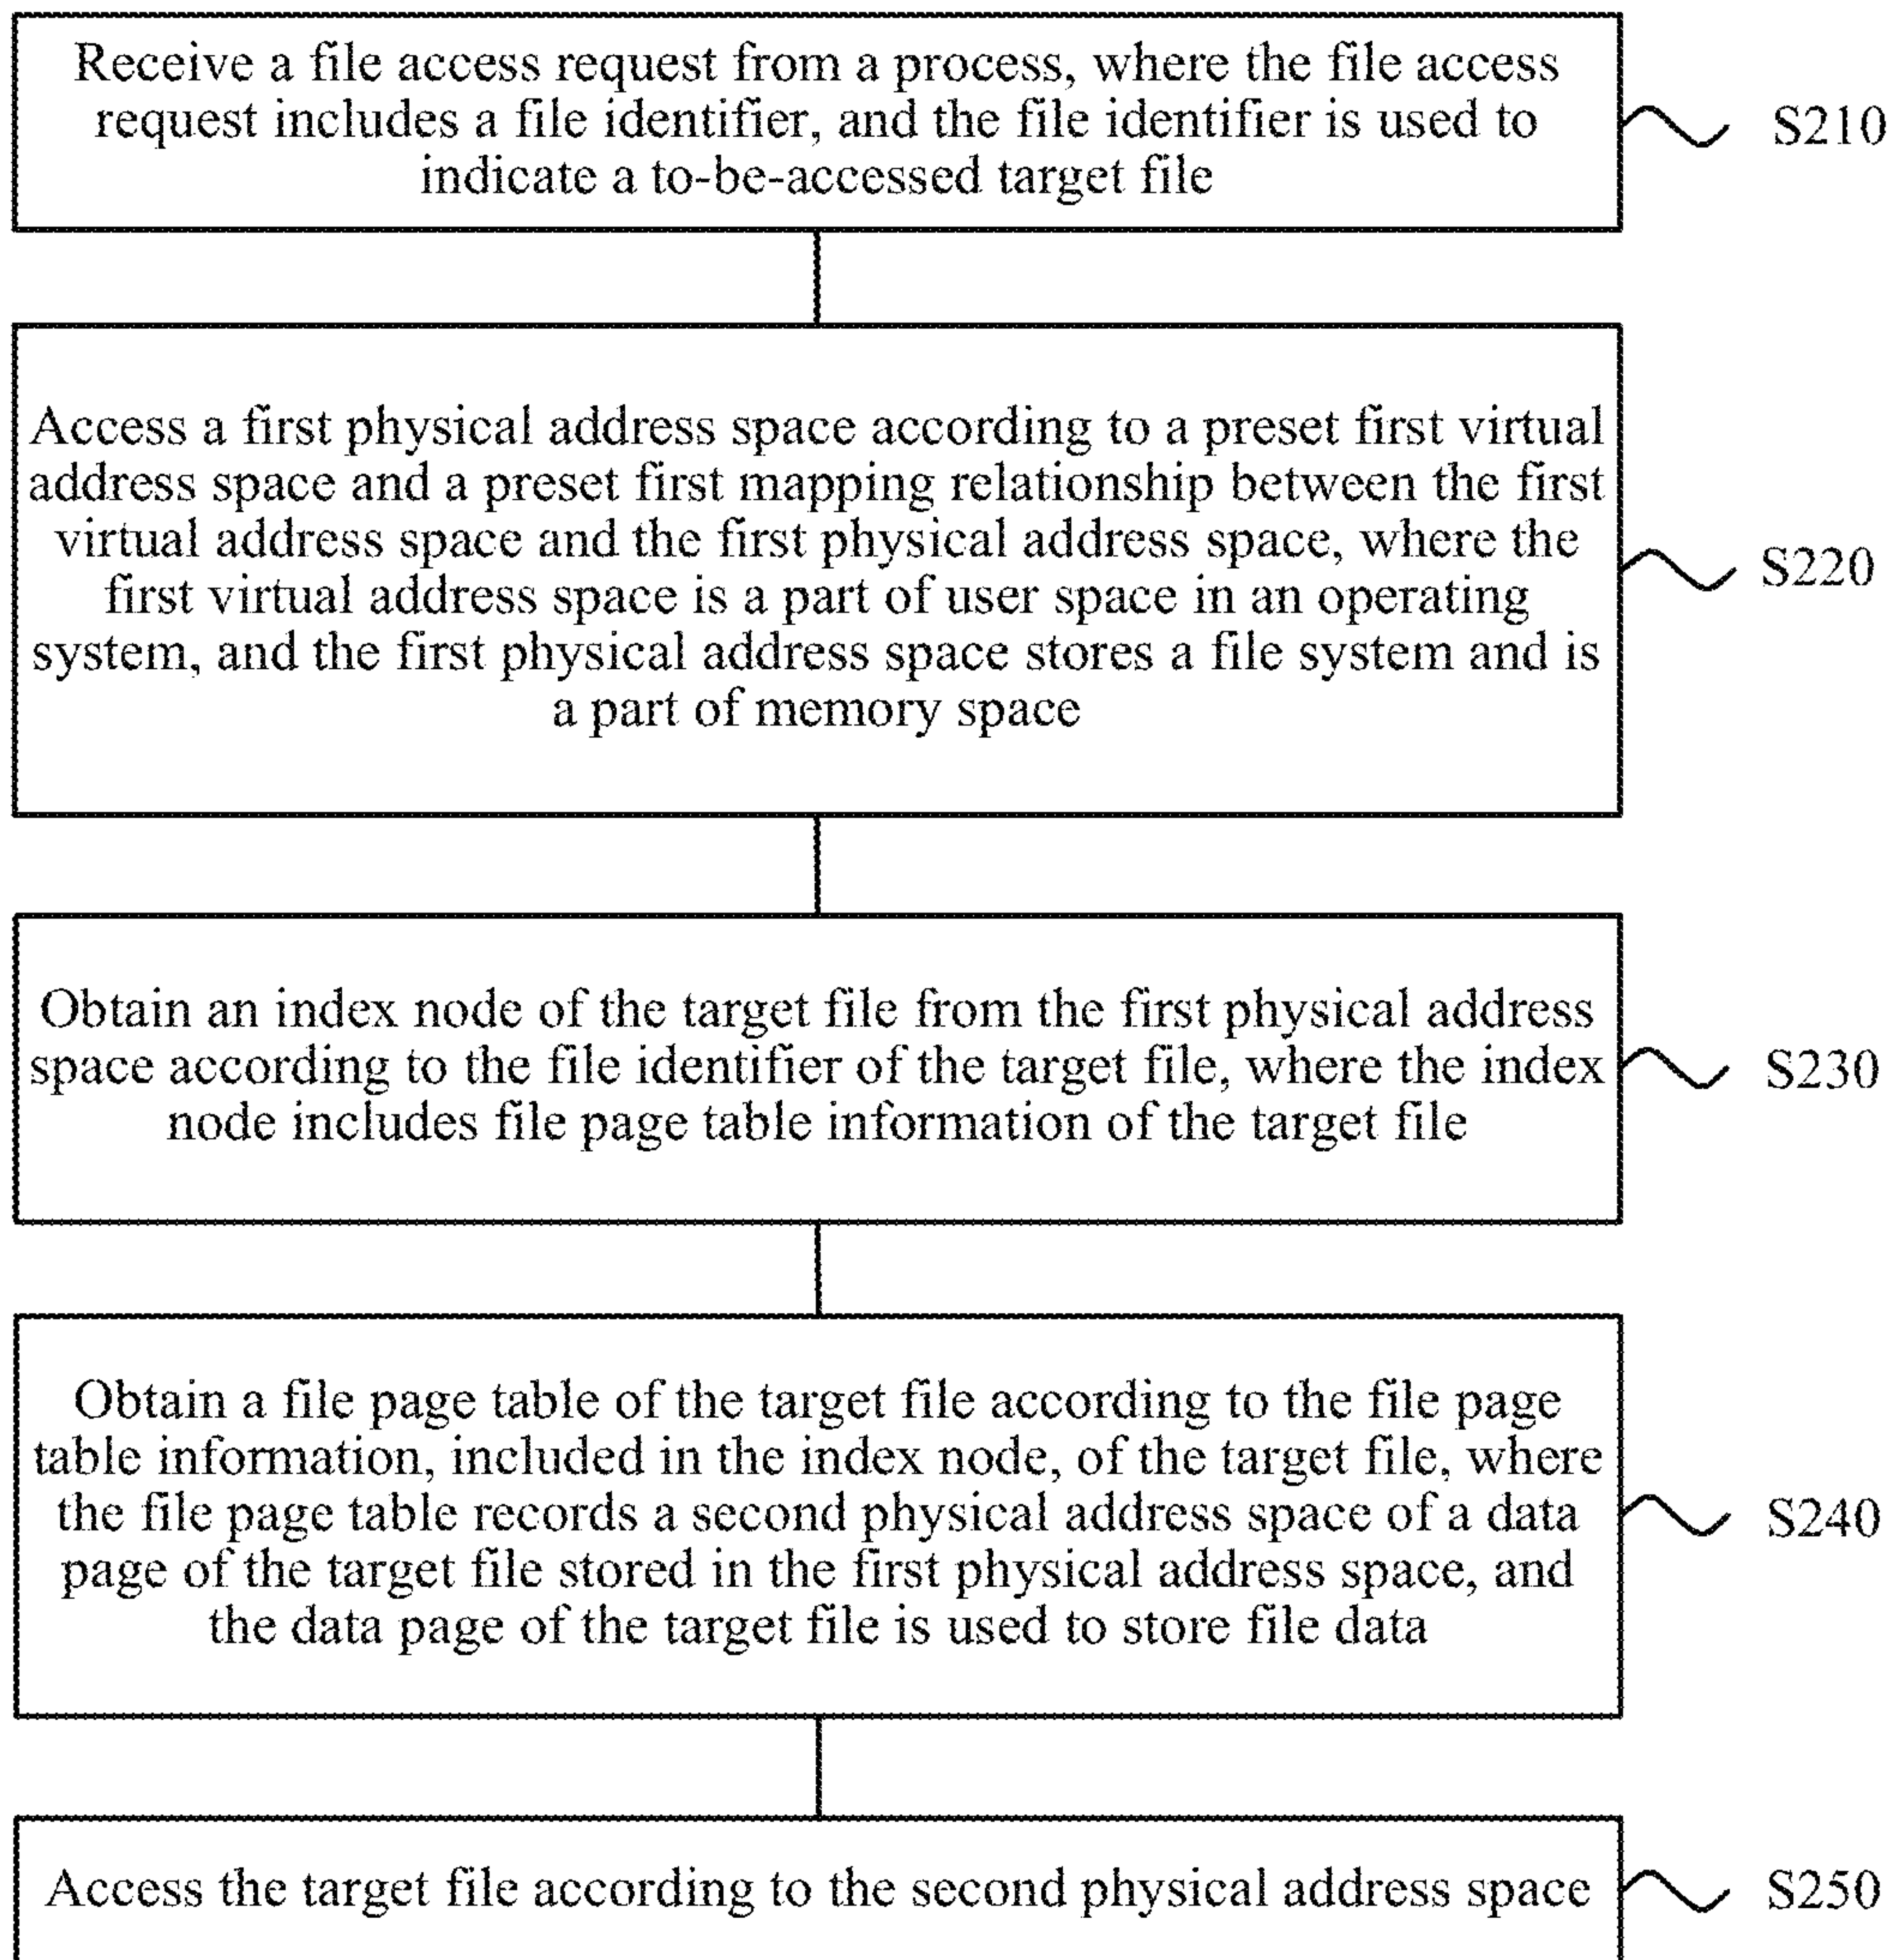 Receive a file access request from a process, where the file access
request includes a file identifier, and the file identifier is used to
indicate a to-be-accessed target file
S210
Access a first physical address space according to a preset first virtual
address space and a preset first mapping relationship between the first
virtual address space and the first physical address space, where the
first virtual address space is a part of user space in an operating
system, and the first physical address space stores a file system and is
a part of memory space
S220
Obtain an index node of the target file from the first physical address
space according to the file identifier of the target file, where the index
node includes file page table information of the target file
S230
Obtain a file page table of the target file according to the file page
table information, included in the index node, of the target file, where
the file page table records a second physical address space of a data
page of the target file stored in the first physical address space, and
the data page of the target file is used to store file data
S240
Access the target file according to the second physical address space
S250